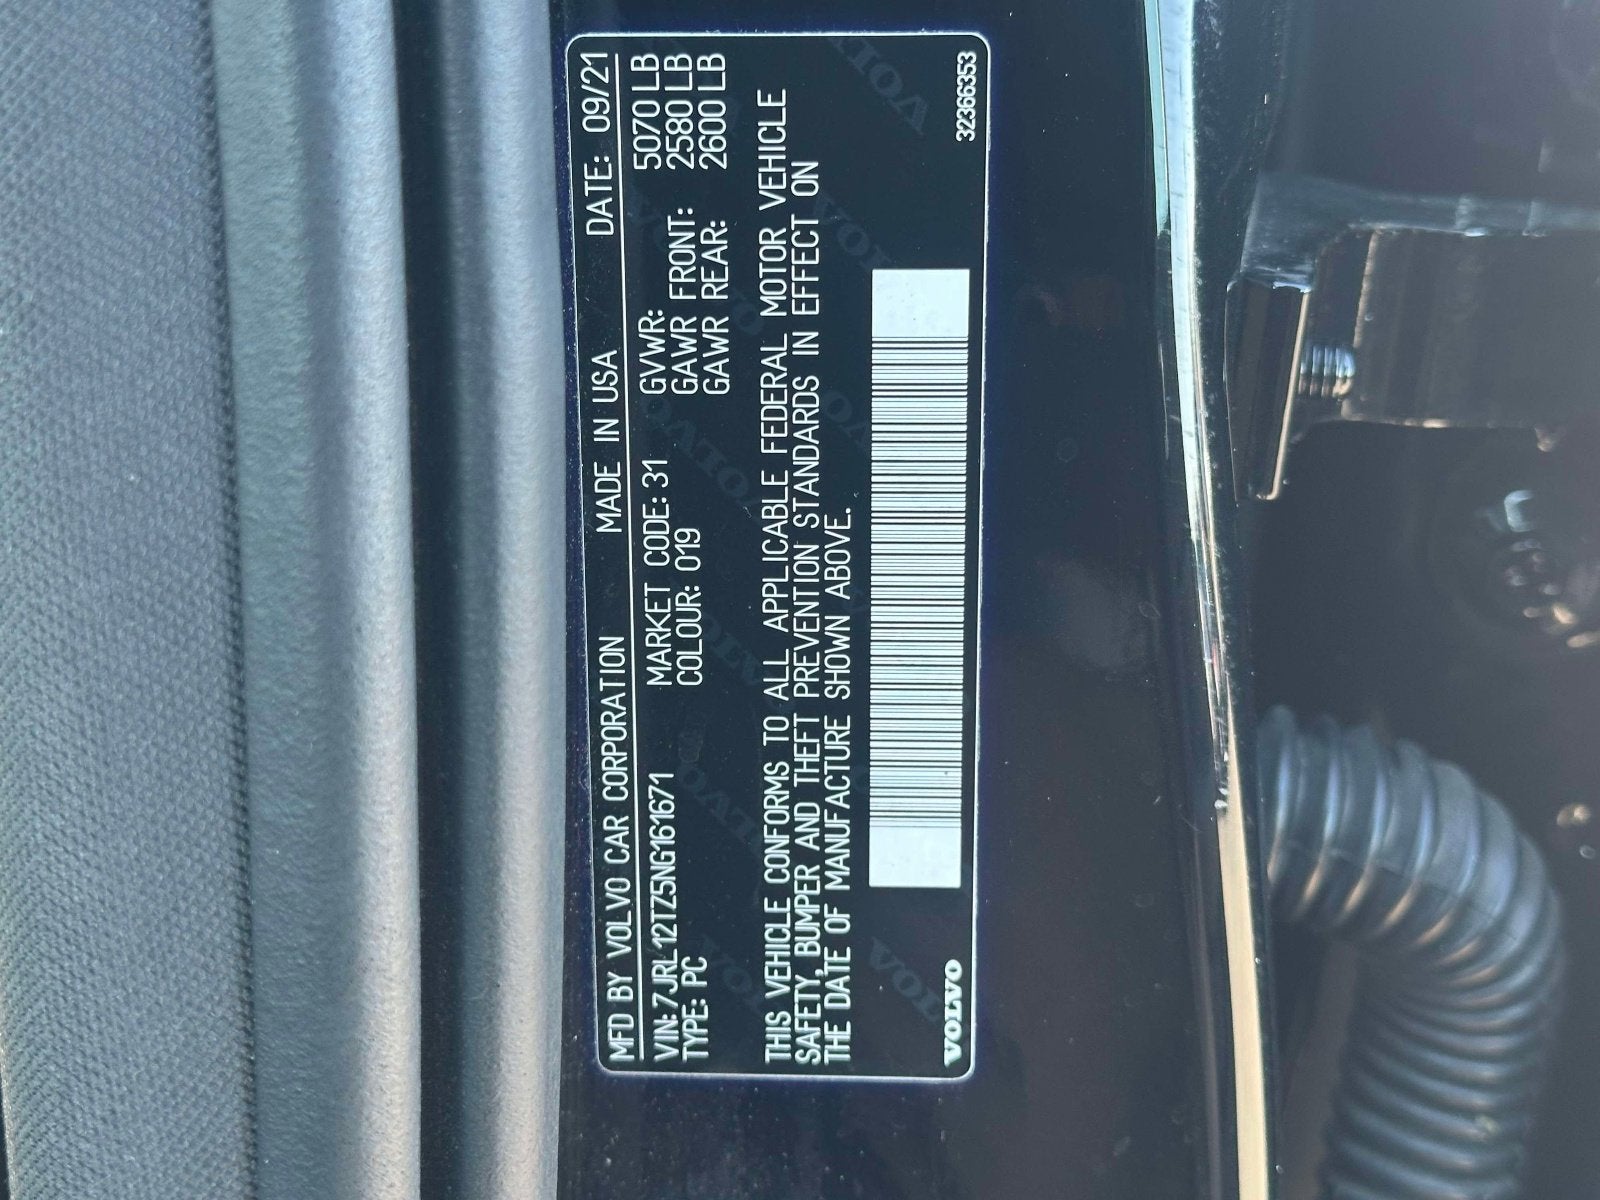 MFD BY VOLVO CAR CORPORATION MADE IN USA DATE: 09/21
VIN: 7JRL12TZ5NG161671 MARKET CODE: 31 GVWR: 5070 LB
TYPE: PC COLOUR: 019 GAWR FRONT: 2580 LB
GAWR REAR: 2600 LB
THIS VEHICLE CONFORMS TO ALL APPLICABLE FEDERAL MOTOR VEHICLE
SAFETY, BUMPER AND THEFT PREVENTION STANDARDS IN EFFECT ON
THE DATE OF MANUFACTURE SHOWN ABOVE.
VOLVO 32366353